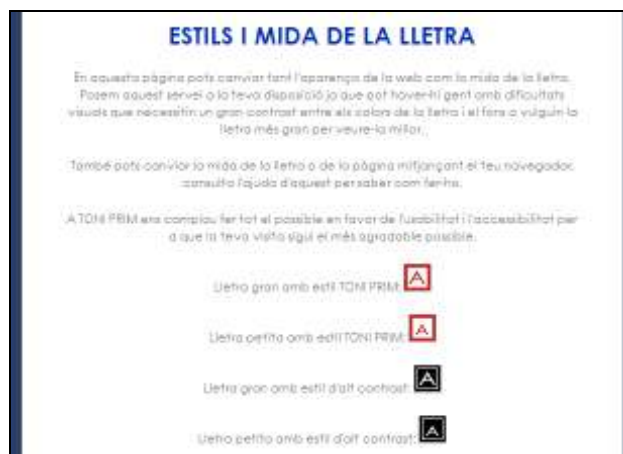 ESTILS I MIDA DE LA LLETRA
En aquesta pàgina pots canviar tant l'aparença de la web com la mida de la lletra.
Posem aquest servei a la teva disposició ja que pot haver-hi gent amb dificultats
visuals que necessitin un gran contrast entre els colors de la lletra i el fons o vulguin la
lletra més gran per veure-la millor.
També pots canviar la mida de la lletra o de la pàgina mitjançant el teu navegador,
consulta l'ajuda d'aquest per saber com fer-ho.
A TONI PRIM ens complau fer tot el possible en favor de l'usabilitat i l'accessibilitat per
a que la teva visita sigui el més agradable possible.
Lletra gran amb estil TONI PRIM: A
Lletra petita amb estil TONI PRIM: A
Lletra gran amb estil d'alt contrast: A
Lletra petita amb estil d'alt contrast: A